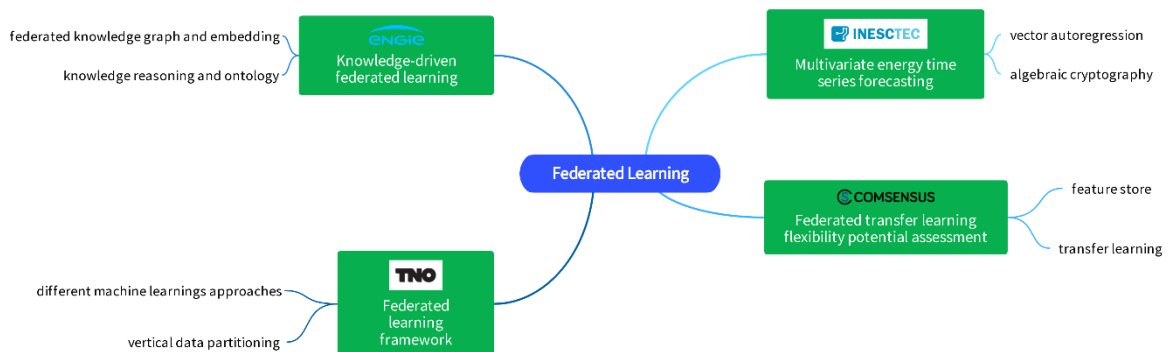 federated knowledge graph and embedding
knowledge reasoning and ontology
ENGIE
Knowledge-driven
federated learning
INESCTEC
Multivariate energy time
series forecasting
vector autoregression
algebraic cryptography
Federated Learning
COMSENSUS
Federated transfer learning
flexibility potential assessment
feature store
transfer learning
TNO
Federated
learning
framework
different machine learnings approaches
vertical data partitioning